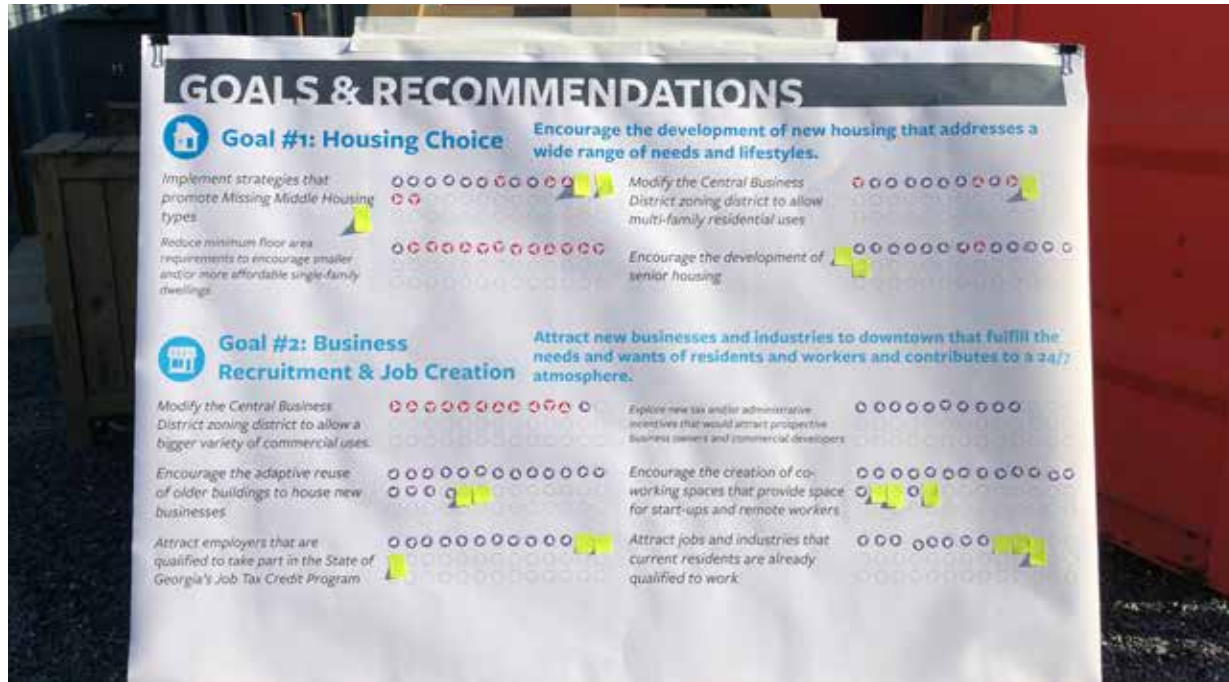 GOALS & RECOMMENDATIONS
Goal #1: Housing Choice
Encourage the development of new housing that addresses a
wide range of needs and lifestyles.
Implement strategies that
promote Missing Middle Housing
types
Modify the Central Business
District zoning district to allow
multi-family residential uses
Reduce minimum floor area
requirements to encourage smaller
and/or more affordable single-family
dwellings
Encourage the development of
senior housing
Goal #2: Business
Recruitment & Job Creation
Attract new businesses and industries to downtown that fulfill the
needs and wants of residents and workers and contributes to a 24/7
atmosphere.
Modify the Central Business
District zoning district to allow a
bigger variety of commercial uses.
Explore new tax and/or administrative
incentives that would attract prospective
business owners and commercial developers
Encourage the adaptive reuse
of older buildings to house new
businesses
Encourage the creation of co-
working spaces that provide space
for start-ups and remote workers
Attract employers that are
qualified to take part in the State of
Georgia's Job Tax Credit Program
Attract jobs and industries that
current residents are already
qualified to work